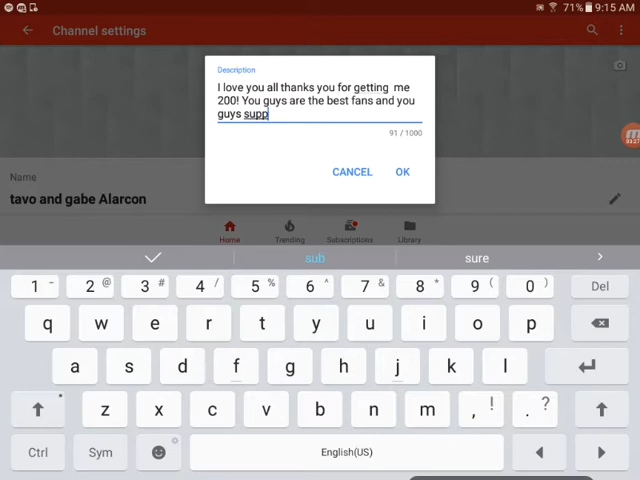 71% 9:15 AM
Channel settings
Description
I love you all thanks you for getting me
200! You guys are the best fans and you
guys supp
91 / 1000
CANCEL OK
Name
tavo and gabe Alarcon
Home Trending Subscriptions Library
sub sure
1 - 2 @ 3 # 4 / 5 % 6 ^ 7 & 8 * 9 ( 0 ) Del
q w e r t y u i o p
a s d f g h j k l
z x c v b n m , ! . ?
Ctrl Sym English(US)